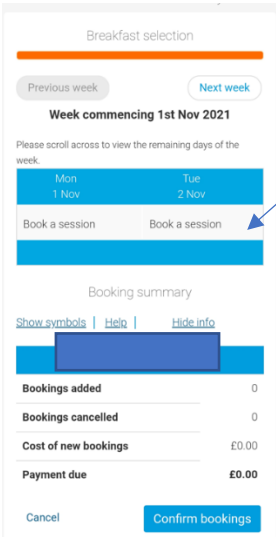 Breakfast selection
Previous week Next week
Week commencing 1st Nov 2021
Please scroll across to view the remaining days of the
week.
Mon Tue
1 Nov 2 Nov
Book a session Book a session
Booking summary
Show symbols | Help | Hide info
Bookings added 0
Bookings cancelled 0
Cost of new bookings £0.00
Payment due £0.00
Cancel Confirm bookings